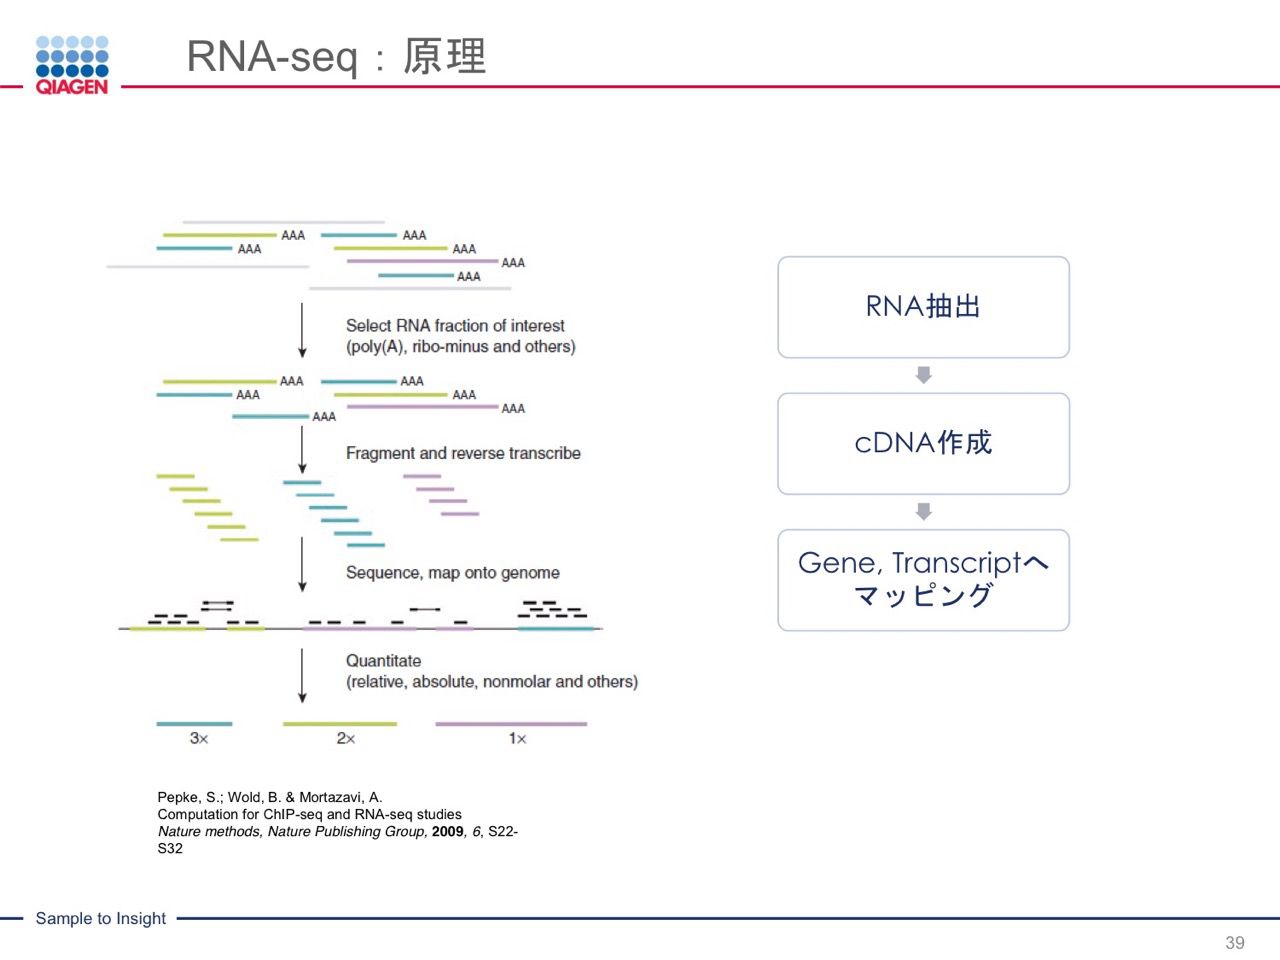 QIAGEN
RNA-seq：原理
AAA AAA
AAA AAA
AAA
AAA
Select RNA fraction of interest
(poly(A), ribo-minus and others)
AAA AAA
AAA AAA
AAA
AAA
Fragment and reverse transcribe
Sequence, map onto genome
Quantitate
(relative, absolute, nonmolar and others)
3× 2× 1×
RNA抽出
cDNA作成
Gene, Transcriptへ
マッピング
Pepke, S.; Wold, B. & Mortazavi, A.
Computation for ChIP-seq and RNA-seq studies
Nature methods, Nature Publishing Group, 2009, 6, S22-
S32
Sample to Insight
39